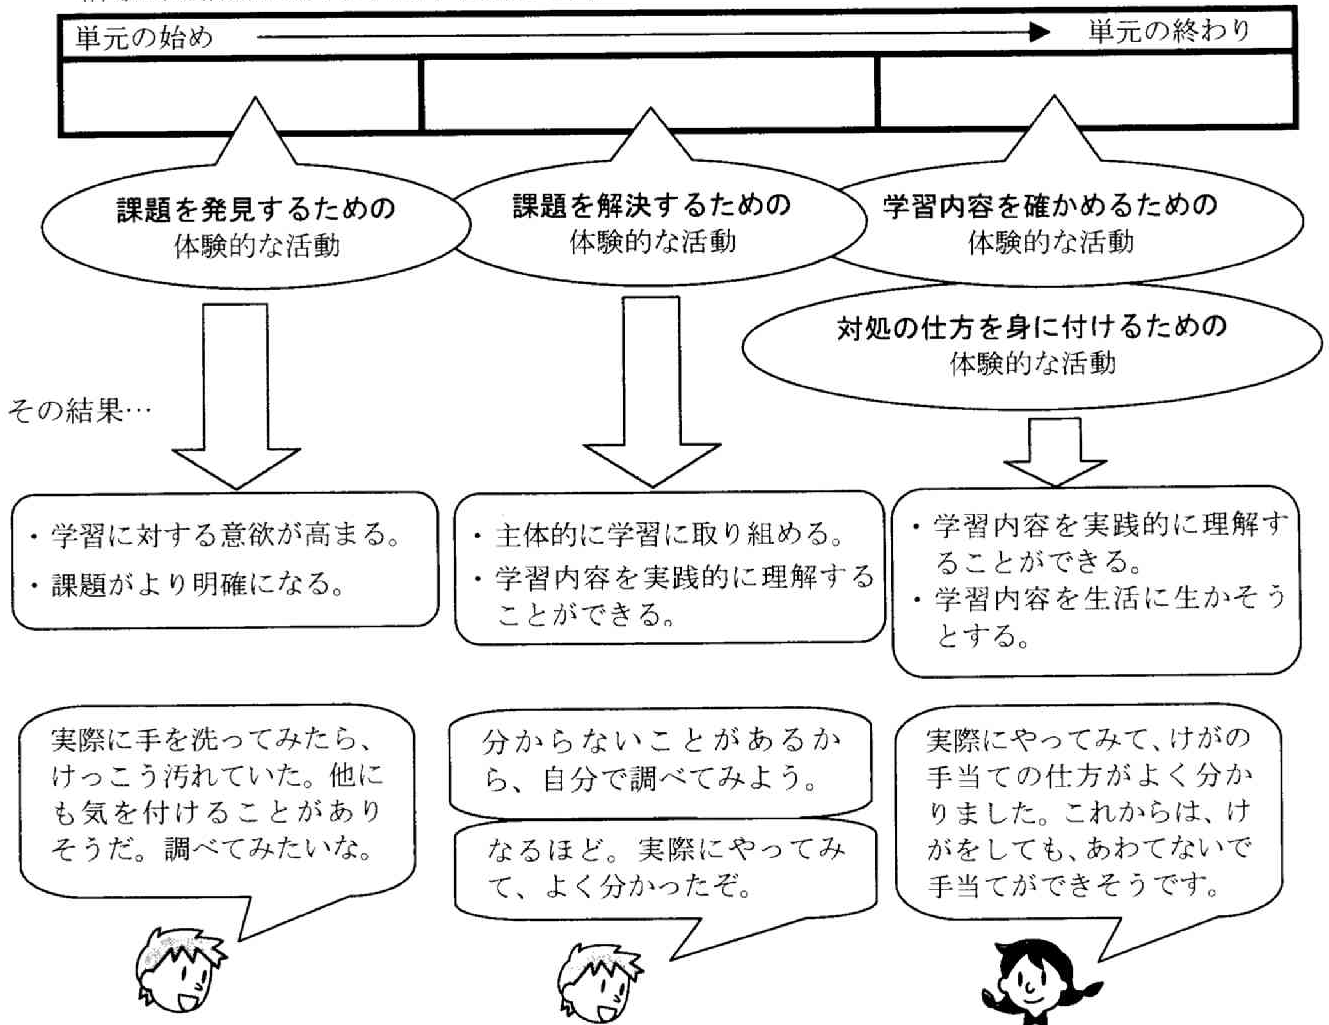 単元の始め
単元の終わり
課題を発見するための
体験的な活動
課題を解決するための
体験的な活動
学習内容を確かめるための
体験的な活動
対処の仕方を身に付けるための
体験的な活動
その結果…
・学習に対する意欲が高まる。
・課題がより明確になる。
・主体的に学習に取り組める。
・学習内容を実践的に理解する
ことができる。
・学習内容を実践的に理解す
ることができる。
・学習内容を生活に生かそう
とする。
実際に手を洗ってみたら、
けっこう汚れていた。他に
も気を付けることがあり
そうだ。調べてみたいな。
分からないことがあるか
ら、自分で調べてみよう。
なるほど。実際にやってみ
て、よく分かったぞ。
実際にやってみて、けがの
手当ての仕方がよく分か
りました。これからは、け
がをしても、あわてないで
手当てができそうです。